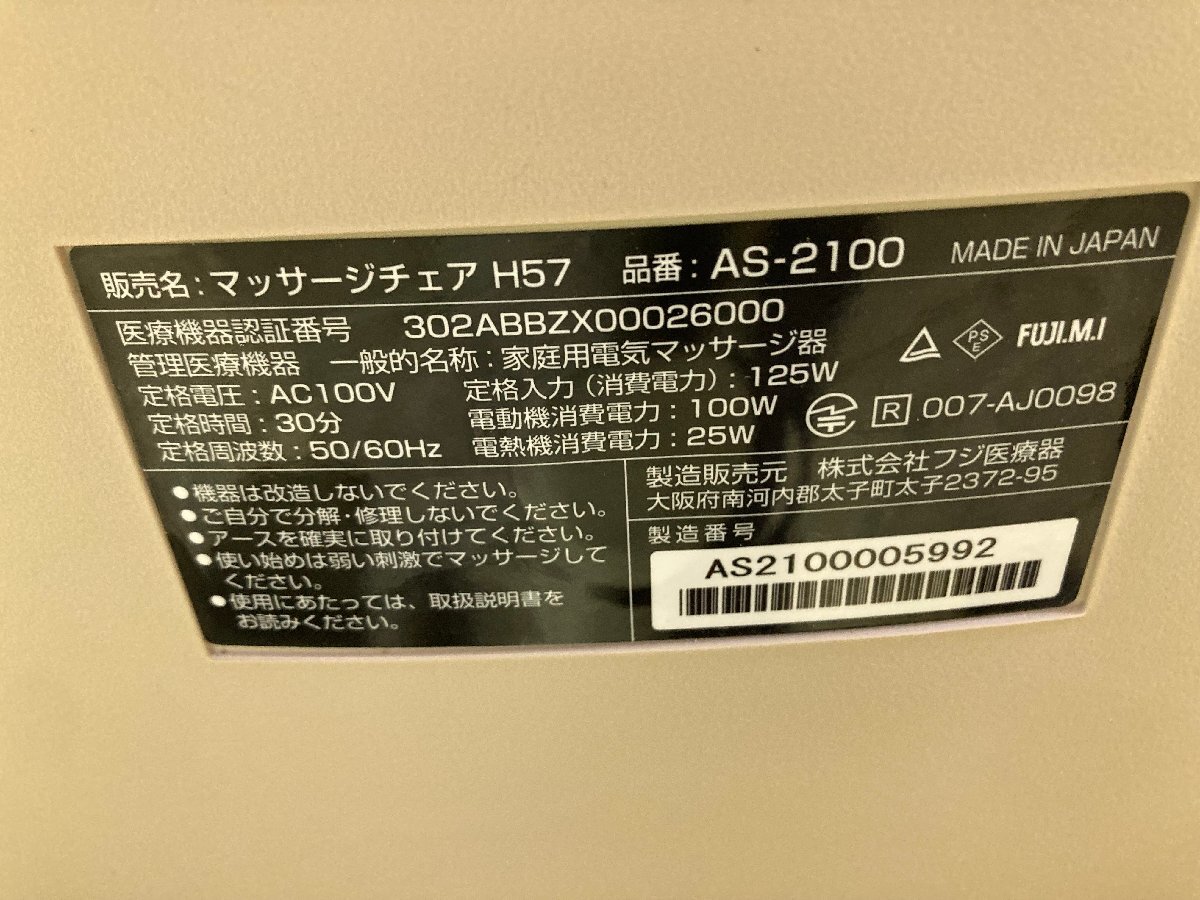 販売名：マッサージチェア H57 品番：AS-2100 MADE IN JAPAN
医療機器認証番号 302ABBZX00026000
管理医療機器 一般的名称：家庭用電気マッサージ器
定格電圧：AC100V 定格入力（消費電力）：125W
定格時間：30分 電動機消費電力：100W
定格周波数：50/60Hz 電熱機消費電力：25W
PSE FUJI.M.I
R 007-AJ0098
●機器は改造しないでください。
●ご自分で分解・修理しないでください。
●アースを確実に取り付けてください。
●使い始めは弱い刺激でマッサージして
ください。
●使用にあたっては、取扱説明書を
お読みください。
製造販売元 株式会社フジ医療器
大阪府南河内郡太子町太子2372-95
製造番号
AS2100005992